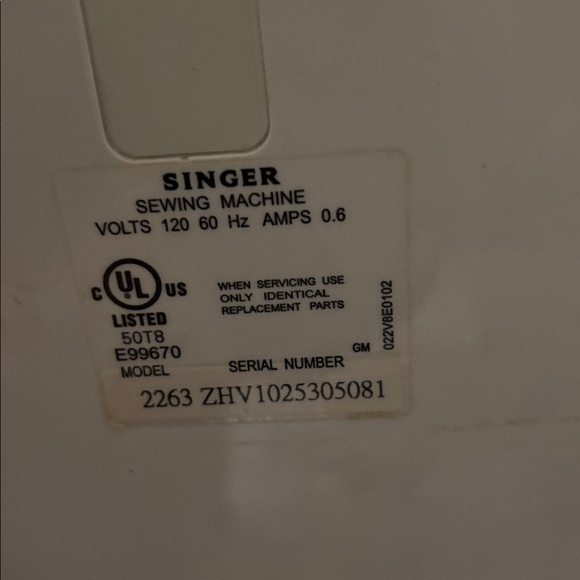 SINGER
SEWING MACHINE
VOLTS 120 60 Hz AMPS 0.6
C UL US
LISTED
50T8
E99670
WHEN SERVICING USE
ONLY IDENTICAL
REPLACEMENT PARTS
GM
022V8E0102
MODEL SERIAL NUMBER
2263 ZHV1025305081